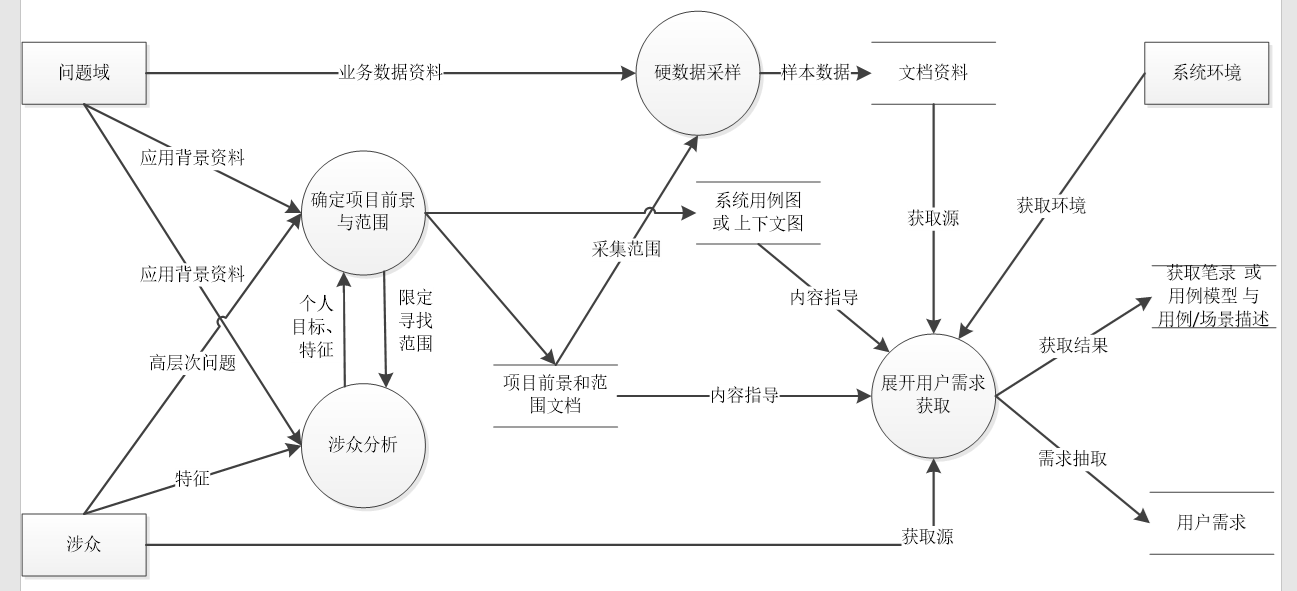 问题域
业务数据资料
硬数据采样
样本数据
文档资料
系统环境
应用背景资料
确定项目前景
与范围
系统用例图
或 上下文图
获取源
获取环境
采集范围
应用背景资料
个人
目标、
特征
限定
寻找
范围
内容指导
获取笔录 或
用例模型 与
用例/场景描述
高层次问题
获取结果
项目前景和范
围文档
内容指导
展开用户需求
获取
涉众分析
特征
需求抽取
涉众
获取源
用户需求